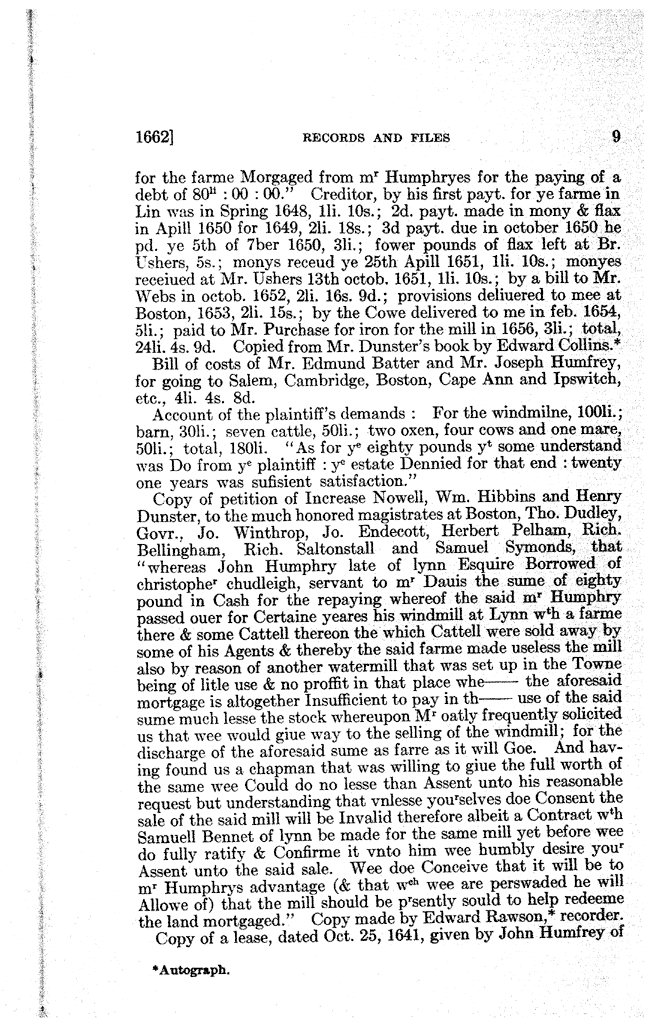 1662] RECORDS AND FILES 9
for the farme Morgaged from mʳ Humphryes for the paying of a
debt of 80ˡⁱ : 00 : 00." Creditor, by his first payt. for ye farme in
Lin was in Spring 1648, 1li. 10s.; 2d. payt. made in mony & flax
in Apill 1650 for 1649, 2li. 18s.; 3d payt. due in october 1650 he
pd. ye 5th of 7ber 1650, 3li.; fower pounds of flax left at Br.
Ushers, 5s.; monys receud ye 25th Apill 1651, 1li. 10s.; monyes
receiued at Mr. Ushers 13th octob. 1651, 1li. 10s.; by a bill to Mr.
Webs in octob. 1652, 2li. 16s. 9d.; provisions deliuered to mee at
Boston, 1653, 2li. 15s.; by the Cowe delivered to me in feb. 1654,
5li.; paid to Mr. Purchase for iron for the mill in 1656, 3li.; total,
24li. 4s. 9d. Copied from Mr. Dunster's book by Edward Collins.*
Bill of costs of Mr. Edmund Batter and Mr. Joseph Humfrey,
for going to Salem, Cambridge, Boston, Cape Ann and Ipswitch,
etc., 4li. 4s. 8d.
Account of the plaintiff's demands : For the windmilne, 100li.;
barn, 30li.; seven cattle, 50li.; two oxen, four cows and one mare,
50li.; total, 180li. "As for yᵉ eighty pounds yᵗ some understand
was Do from yᵉ plaintiff : yᵉ estate Dennied for that end : twenty
one years was sufisient satisfaction."
Copy of petition of Increase Nowell, Wm. Hibbins and Henry
Dunster, to the much honored magistrates at Boston, Tho. Dudley,
Govr., Jo. Winthrop, Jo. Endecott, Herbert Pelham, Rich.
Bellingham, Rich. Saltonstall and Samuel Symonds, that
"whereas John Humphry late of lynn Esquire Borrowed of
christopheʳ chudleigh, servant to mʳ Dauis the sume of eighty
pound in Cash for the repaying whereof the said mʳ Humphry
passed ouer for Certaine yeares his windmill at Lynn wᵗh a farme
there & some Cattell thereon the which Cattell were sold away by
some of his Agents & thereby the said farme made useless the mill
also by reason of another watermill that was set up in the Towne
being of litle use & no proffit in that place whe—— the aforesaid
mortgage is altogether Insufficient to pay in th—— use of the said
sume much lesse the stock whereupon Mʳ oatly frequently solicited
us that wee would giue way to the selling of the windmill; for the
discharge of the aforesaid sume as farre as it will Goe. And hav-
ing found us a chapman that was willing to giue the full worth of
the same wee Could do no lesse than Assent unto his reasonable
request but understanding that vnlesse youʳselves doe Consent the
sale of the said mill will be Invalid therefore albeit a Contract wᵗh
Samuell Bennet of lynn be made for the same mill yet before wee
do fully ratify & Confirme it vnto him wee humbly desire youʳ
Assent unto the said sale. Wee doe Conceive that it will be to
mʳ Humphrys advantage (& that wᶜʰ wee are perswaded he will
Allowe of) that the mill should be pʳsently sould to help redeeme
the land mortgaged." Copy made by Edward Rawson,* recorder.
Copy of a lease, dated Oct. 25, 1641, given by John Humfrey of
*Autograph.